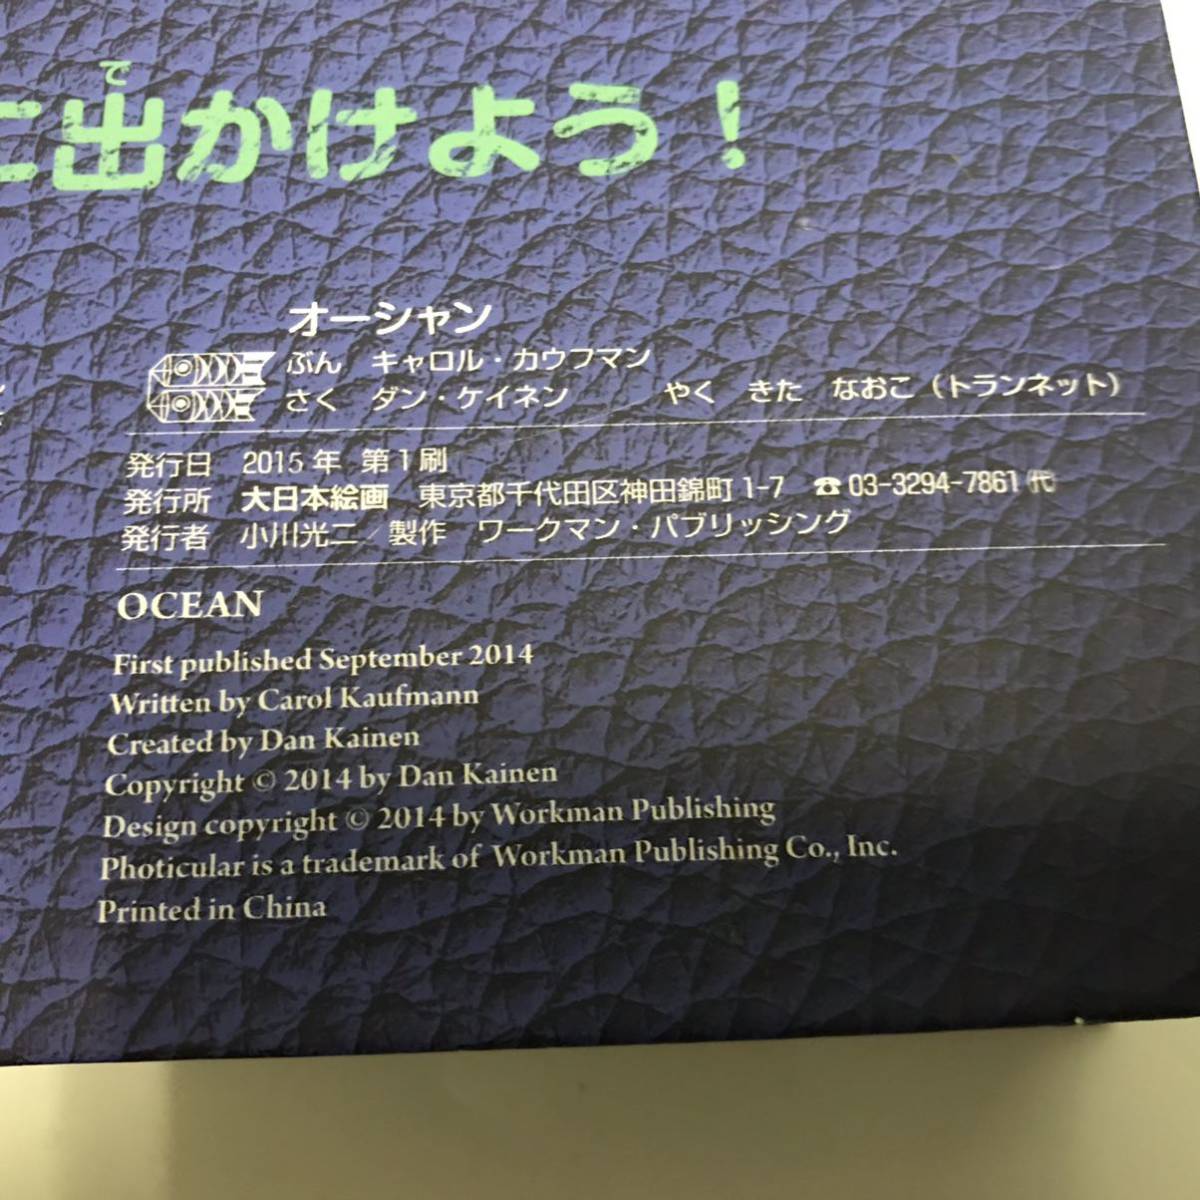 で
に出かけよう！
オーシャン
ぶん キャロル・カウフマン
さく ダン・ケイネン やく きた なおこ（トランネット）
発行日 2015年 第1刷
発行所 大日本絵画 東京都千代田区神田錦町1-7 ☎03-3294-7861㈹
発行者 小川光二／製作 ワークマン・パブリッシング
OCEAN
First published September 2014
Written by Carol Kaufmann
Created by Dan Kainen
Copyright © 2014 by Dan Kainen
Design copyright © 2014 by Workman Publishing
Photicular is a trademark of Workman Publishing Co., Inc.
Printed in China